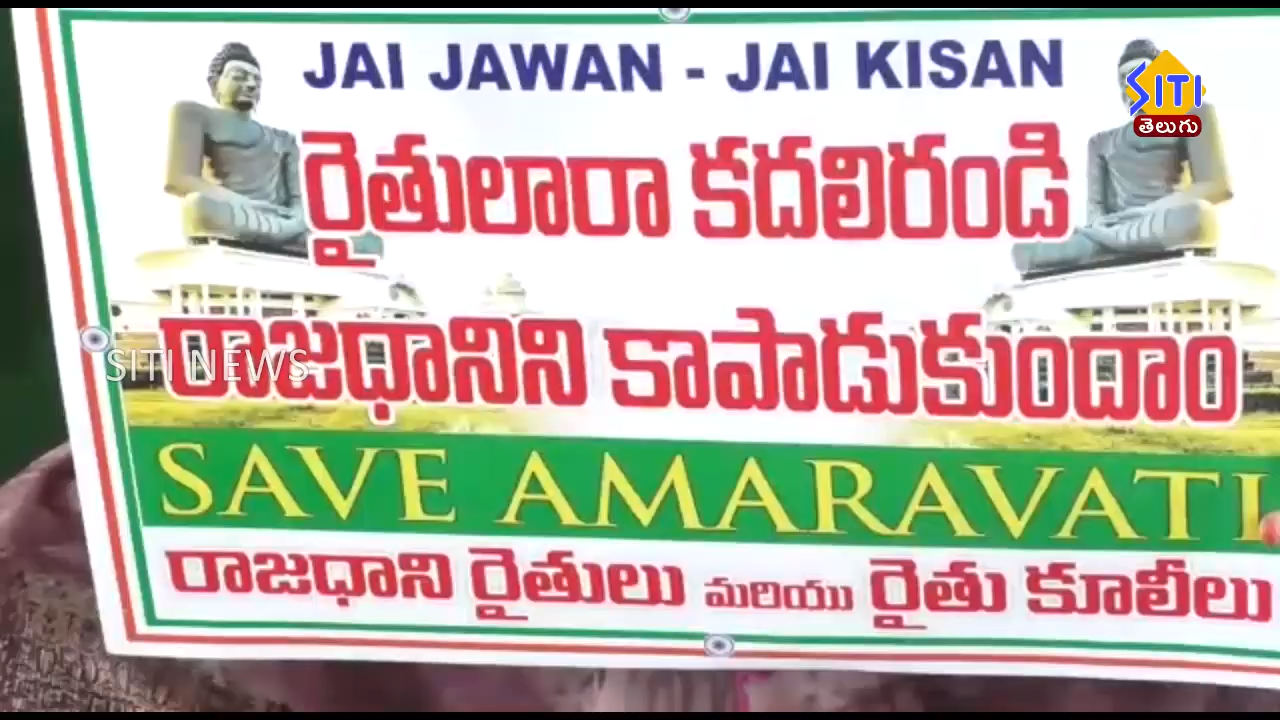 JAI JAWAN - JAI KISAN
SITI
తెలుగు
రైతులారా కదలిరండి
రాజధానిని కాపాడుకుందాం
SITI NEWS
SAVE AMARAVATI
రాజధాని రైతులు మరియు రైతు కూలీలు